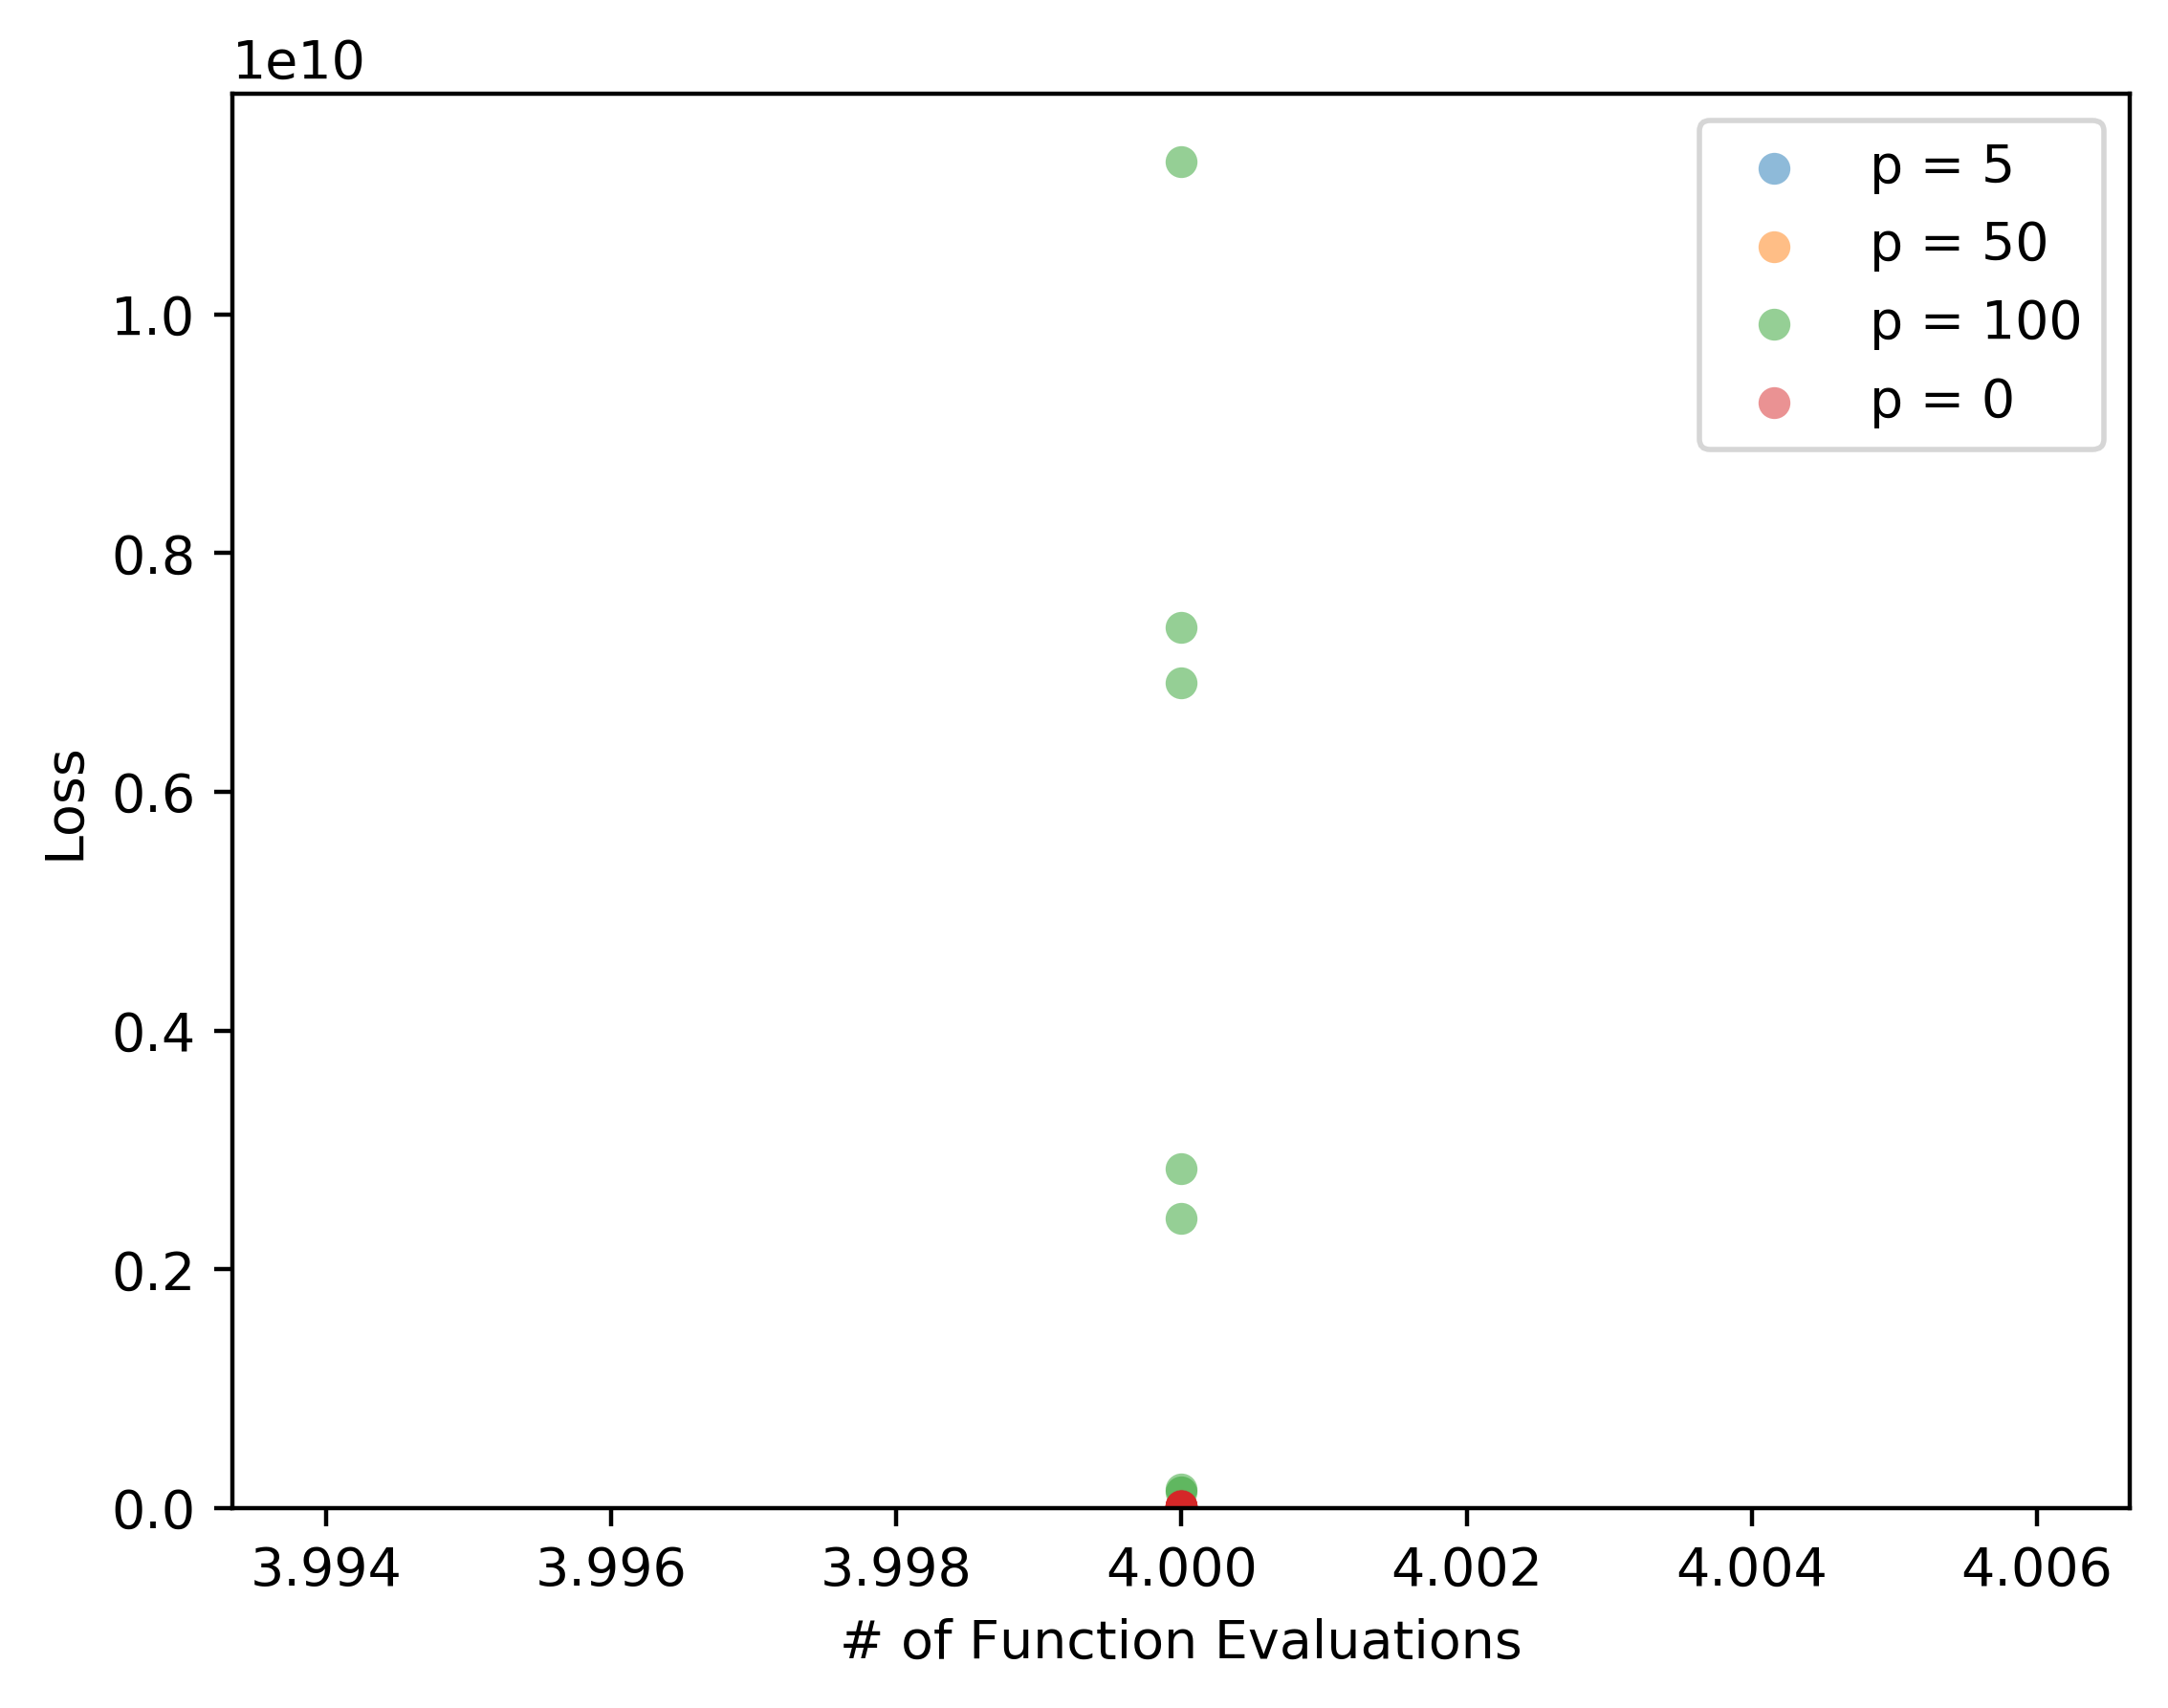 1e10
p = 5
p = 50
p = 100
p = 0
1.0
0.8
0.6
0.4
0.2
0.0
Loss
3.994 3.996 3.998 4.000 4.002 4.004 4.006
# of Function Evaluations